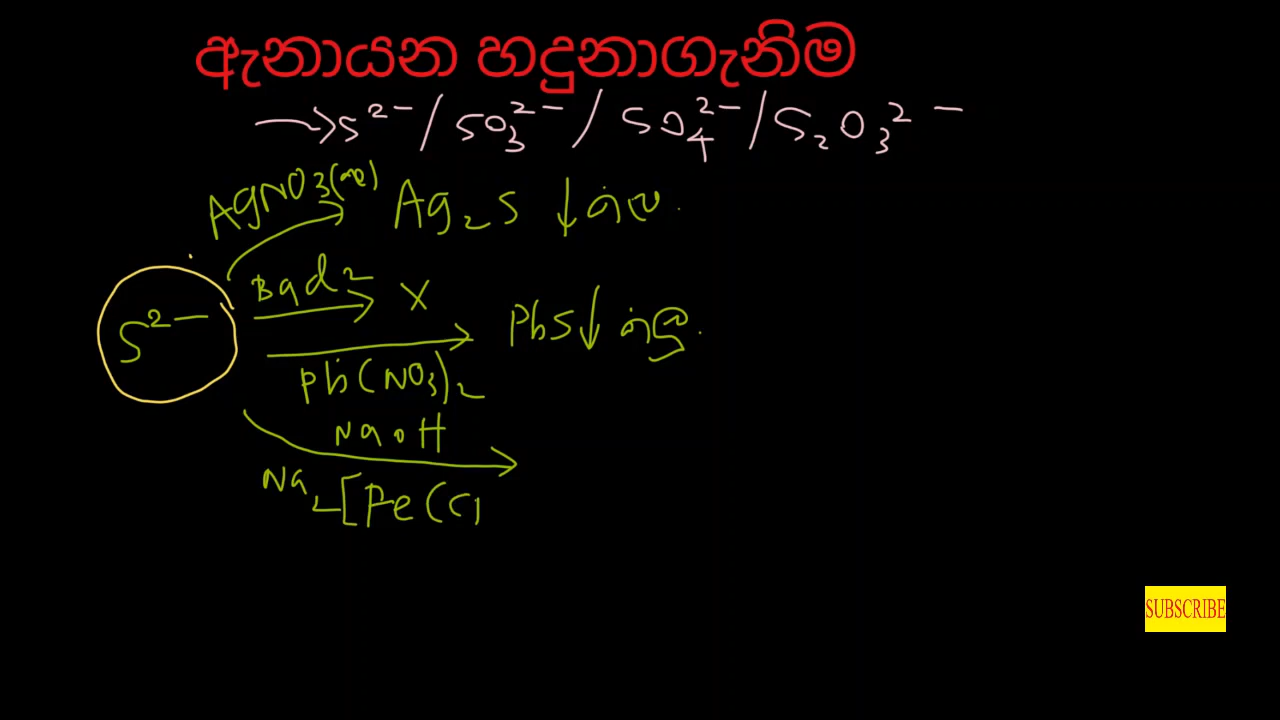 ඇනායන හඳුනාගැනිම
→ S²⁻ / SO₃²⁻ / SO₄²⁻ / S₂O₃²⁻
AgNO₃(aq) Ag₂S ↓ කළු.
BaCl₂ X
S²⁻
PbS↓ කළු.
Pb(NO₃)₂
NaOH
Na₂[Fe(C
SUBSCRIBE